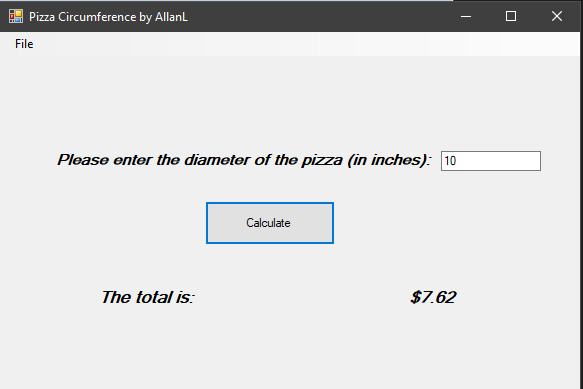 Pizza Circumference by AllanL
File
Please enter the diameter of the pizza (in inches): 10
Calculate
The total is: $7.62